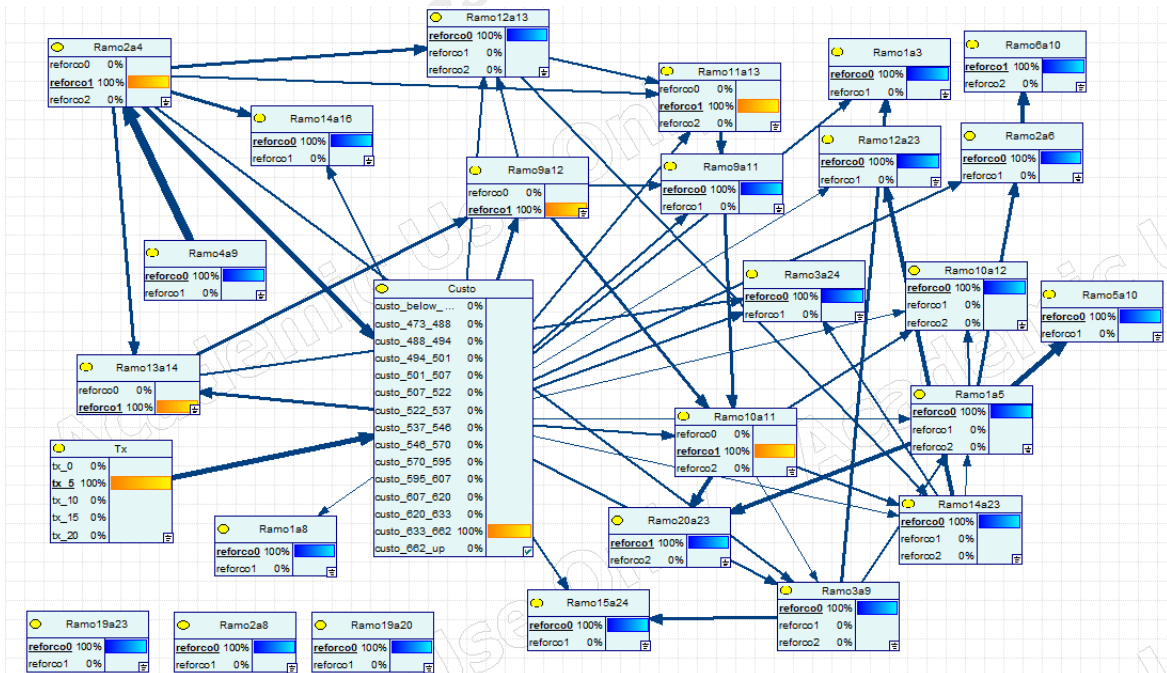 Ramo2a4
reforco0 0%
reforco1 100%
reforco2 0%
Ramo12a13
reforco0 100%
reforco1 0%
reforco2 0%
Ramo11a13
reforco0 0%
reforco1 100%
reforco2 0%
Ramo1a3
reforco0 100%
reforco1 0%
Ramo6a10
reforco1 100%
reforco0 0%
Ramo14a16
reforco0 100%
reforco1 0%
Ramo9a12
reforco0 0%
reforco1 100%
Ramo9a11
reforco0 100%
reforco1 0%
Ramo12a23
reforco0 100%
reforco1 0%
Ramo2a6
reforco0 100%
reforco1 0%
Ramo4a9
reforco0 100%
reforco1 0%
Custo
custo_below_... 0%
custo_473_488 0%
custo_488_494 0%
custo_494_501 0%
custo_501_507 0%
custo_507_522 0%
custo_522_537 0%
custo_537_546 0%
custo_546_570 0%
custo_570_595 0%
custo_595_607 0%
custo_607_620 0%
custo_620_633 0%
custo_633_662 100%
custo_662_up 0%
Ramo3a24
reforco0 100%
reforco1 0%
Ramo10a12
reforco0 100%
reforco1 0%
reforco2 0%
Ramo5a10
reforco0 100%
reforco1 0%
Ramo13a14
reforco0 0%
reforco1 100%
Ramo10a11
reforco0 0%
reforco1 100%
reforco2 0%
Ramo1a5
reforco0 100%
reforco1 0%
reforco2 0%
Tx
tx_0 0%
tx_5 100%
tx_10 0%
tx_15 0%
tx_20 0%
Ramo1a8
reforco0 100%
reforco1 0%
Ramo20a23
reforco1 100%
reforco0 0%
Ramo14a23
reforco0 100%
reforco1 0%
reforco2 0%
Ramo15a24
reforco0 100%
reforco1 0%
Ramo3a9
reforco0 100%
reforco1 0%
reforco2 0%
Ramo19a23
reforco0 100%
reforco1 0%
Ramo2a8
reforco0 100%
reforco1 0%
Ramo19a20
reforco0 100%
reforco1 0%